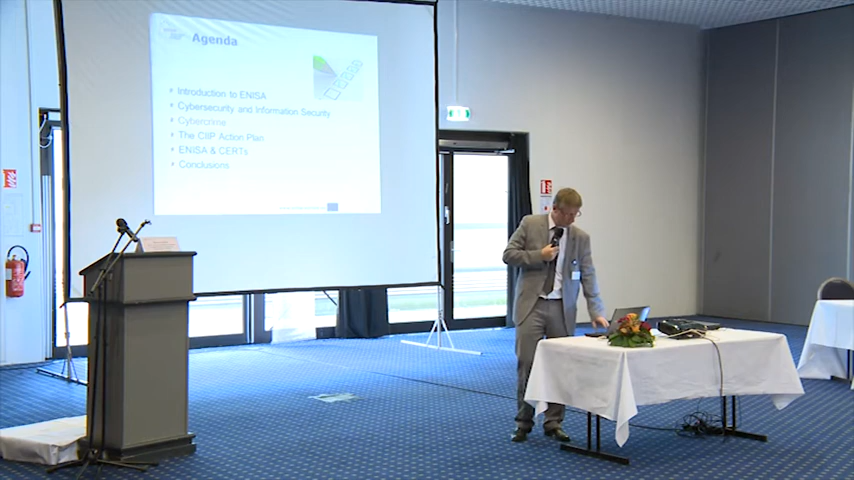 Agenda
Introduction to ENISA
Cybersecurity and Information Security
Cybercrime
The CIIP Action Plan
ENISA & CERTs
Conclusions